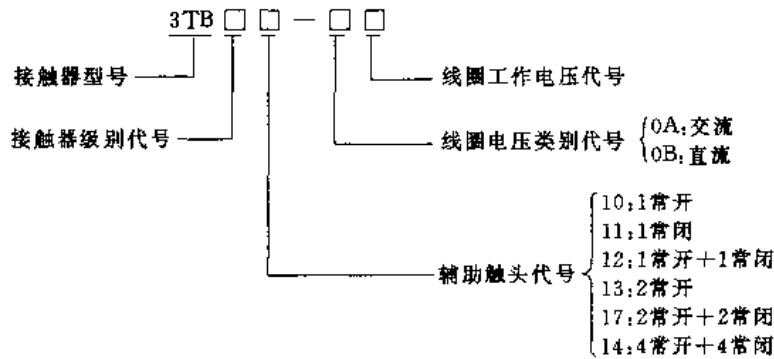 3TB□□－□□
接触器型号
线圈工作电压代号
接触器级别代号
线圈电压类别代号
0A:交流
0B:直流
辅助触头代号
10:1常开
11:1常闭
12:1常开＋1常闭
13:2常开
17:2常开＋2常闭
14:4常开＋4常闭